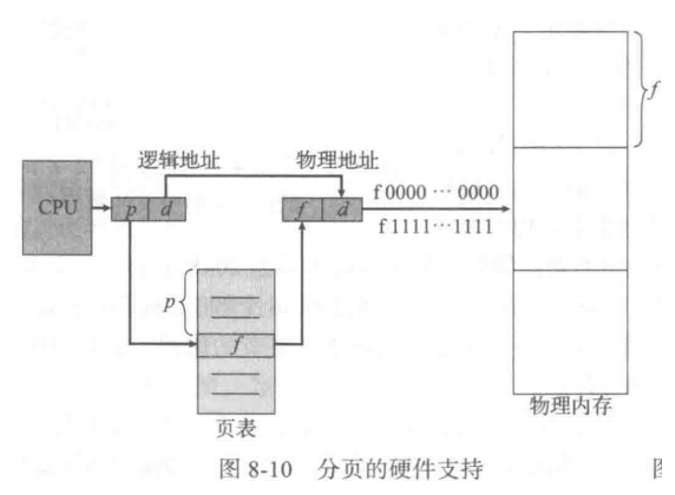 f
逻辑地址 物理地址
CPU p d f d f 0000 ··· 0000
f 1111···1111
p
f
页表
物理内存
图 8-10 分页的硬件支持